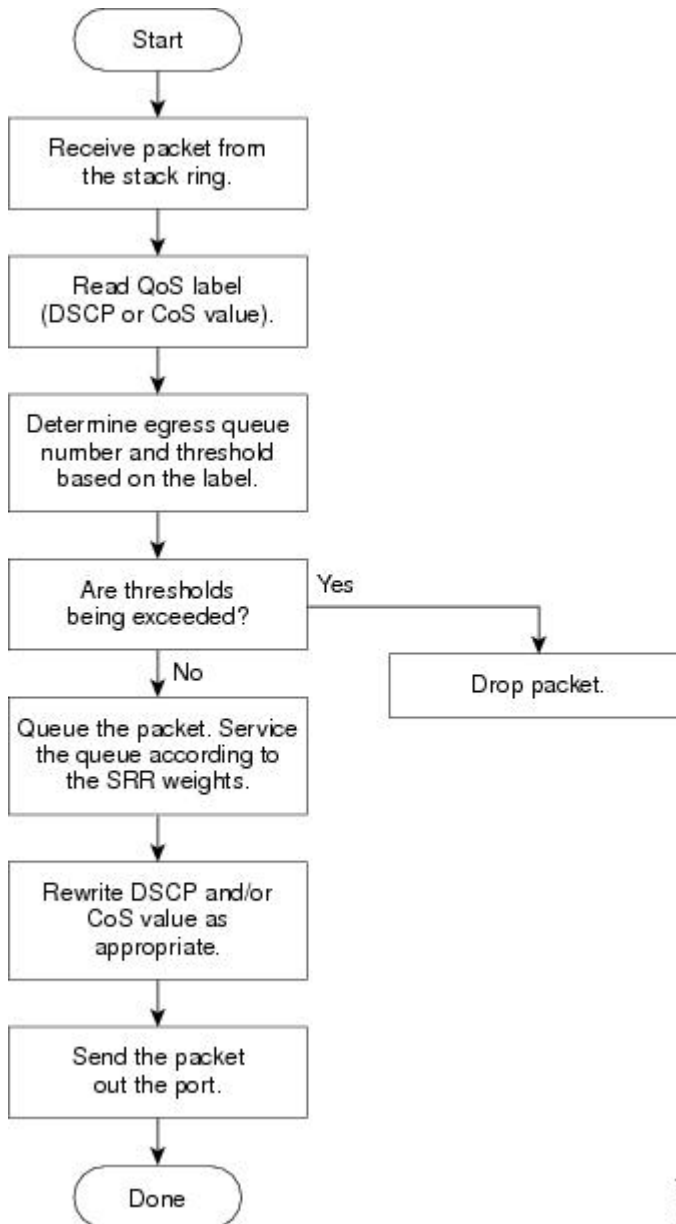 Start
Receive packet from
the stack ring.
Read QoS label
(DSCP or CoS value).
Determine egress queue
number and threshold
based on the label.
Are thresholds
being exceeded?
Yes
No
Drop packet.
Queue the packet. Service
the queue according to
the SRR weights.
Rewrite DSCP and/or
CoS value as
appropriate.
Send the packet
out the port.
Done